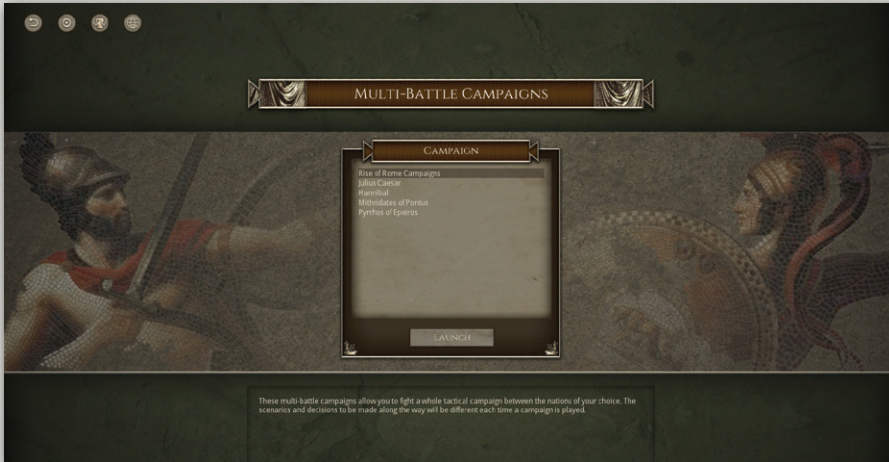 Multi-Battle Campaigns
Campaign
Rise of Rome Campaigns
Julius Caesar
Hannibal
Mithridates of Pontus
Pyrrhos of Epeiros
Launch
These multi-battle campaigns allow you to fight a whole tactical campaign between the nations of your choice. The
scenarios and decisions to be made along the way will be different each time a campaign is played.